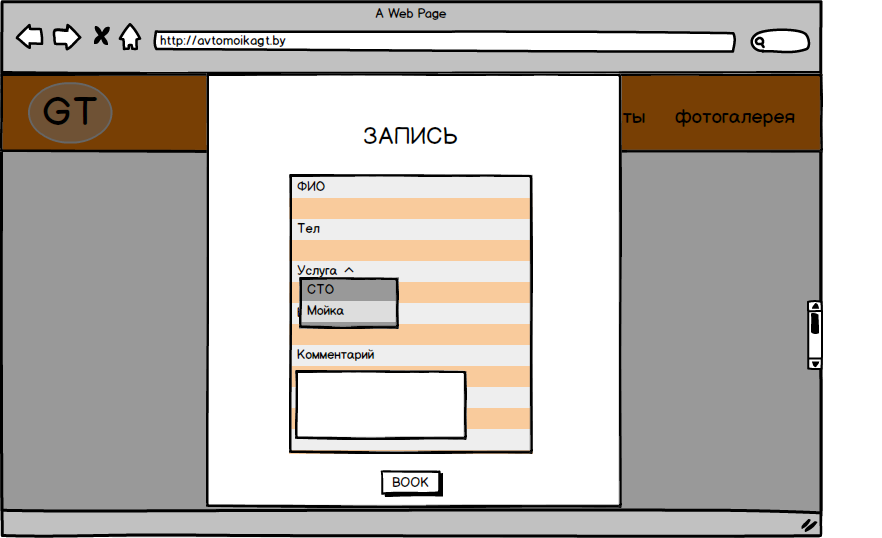 A Web Page
http://avtomoikagt.by
GT
ты
фотогалерея
ЗАПИСЬ
ФИО
Тел
Услуга
СТО
Мойка
Комментарий
BOOK